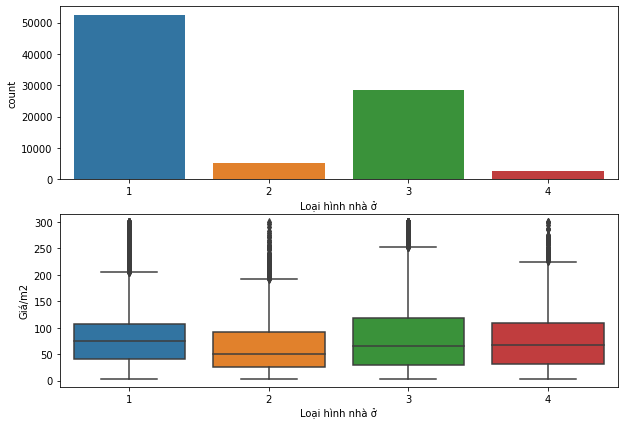 50000
40000
30000
20000
10000
0
count
1 2 3 4
Loại hình nhà ở
300
250
200
150
100
50
0
Giá/m2
1 2 3 4
Loại hình nhà ở